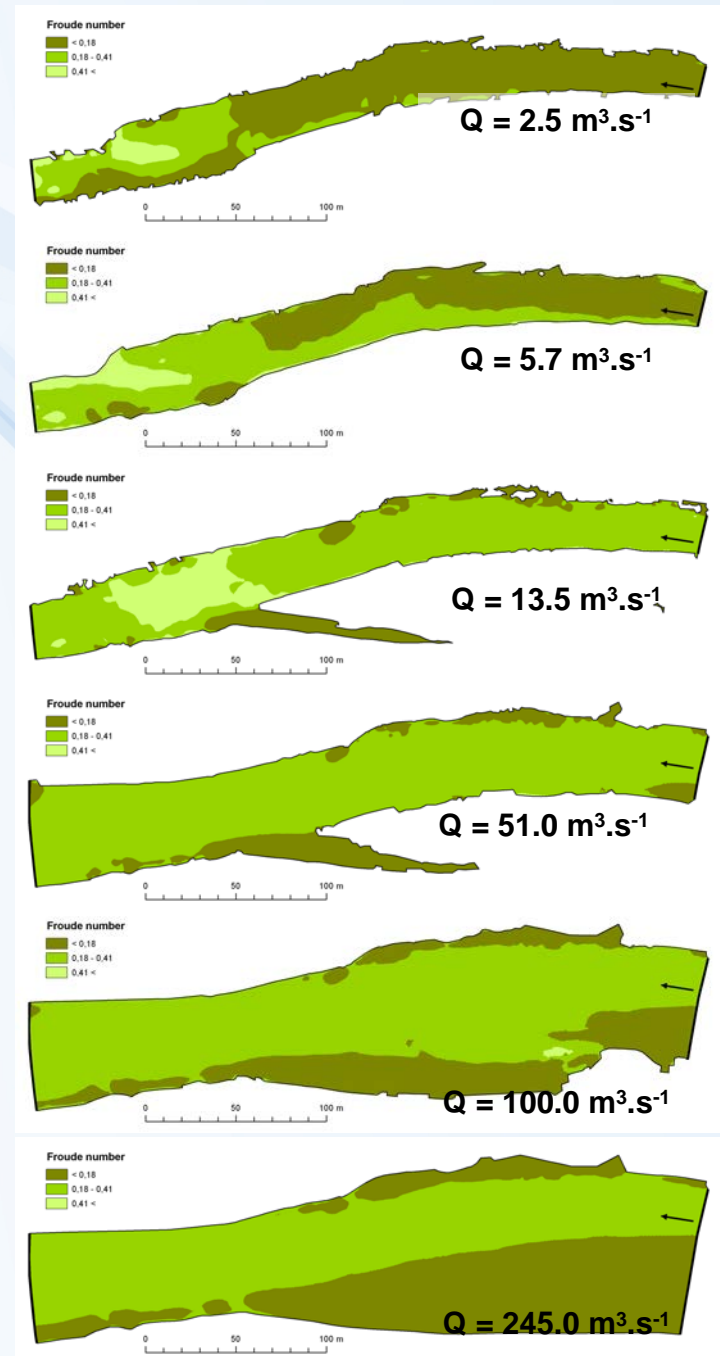 Froude number
< 0,18
0,18 - 0,41
0,41 <
Q = 2.5 m³.s⁻¹
0 50 100 m
Froude number
< 0,18
0,18 - 0,41
0,41 <
Q = 5.7 m³.s⁻¹
0 50 100 m
Froude number
< 0,18
0,18 - 0,41
0,41 <
Q = 13.5 m³.s⁻¹
0 50 100 m
Froude number
< 0,18
0,18 - 0,41
0,41 <
Q = 51.0 m³.s⁻¹
0 50 100 m
Froude number
< 0,18
0,18 - 0,41
0,41 <
Q = 100.0 m³.s⁻¹
0 50 100 m
Froude number
< 0,18
0,18 - 0,41
0,41 <
Q = 245.0 m³.s⁻¹
0 50 100 m